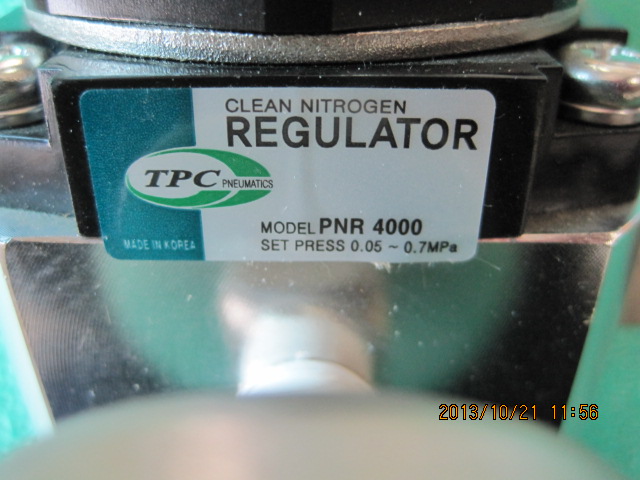 CLEAN NITROGEN
REGULATOR
TPC PNEUMATICS
MODEL PNR 4000
MADE IN KOREA
SET PRESS 0.05 ~ 0.7MPa
2013/10/21 11:56